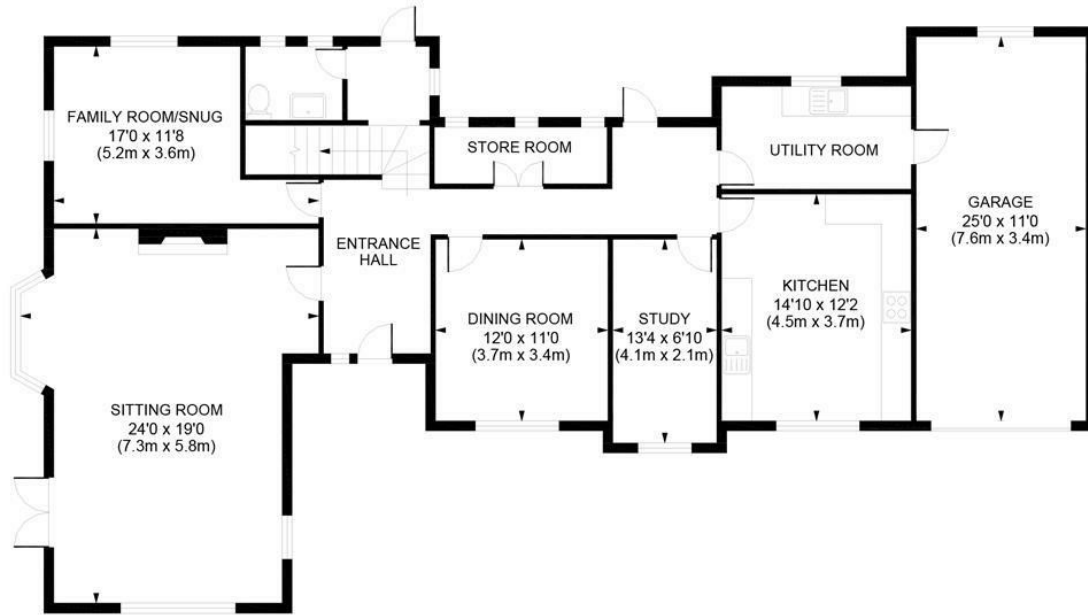 FAMILY ROOM/SNUG
17'0 x 11'8
(5.2m x 3.6m)
STORE ROOM
UTILITY ROOM
GARAGE
25'0 x 11'0
(7.6m x 3.4m)
ENTRANCE
HALL
KITCHEN
14'10 x 12'2
(4.5m x 3.7m)
DINING ROOM
12'0 x 11'0
(3.7m x 3.4m)
STUDY
13'4 x 6'10
(4.1m x 2.1m)
SITTING ROOM
24'0 x 19'0
(7.3m x 5.8m)